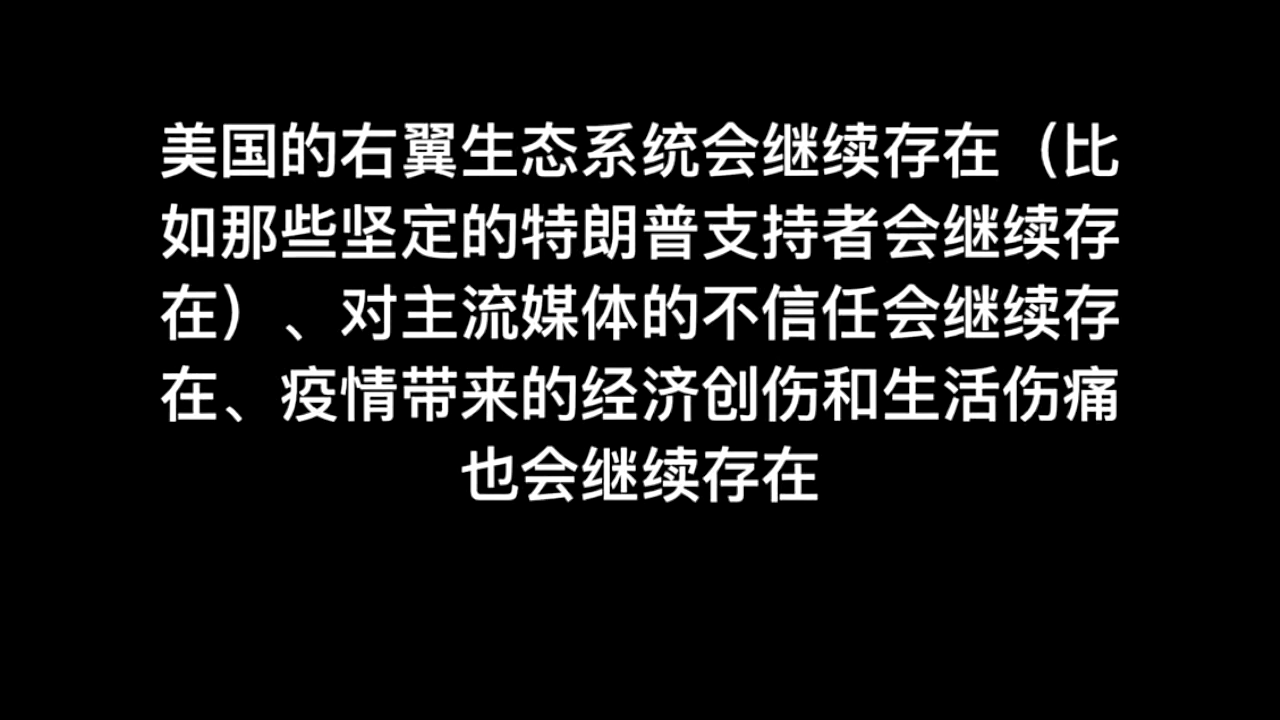 美国的右翼生态系统会继续存在（比
如那些坚定的特朗普支持者会继续存
在）、对主流媒体的不信任会继续存
在、疫情带来的经济创伤和生活伤痛
也会继续存在